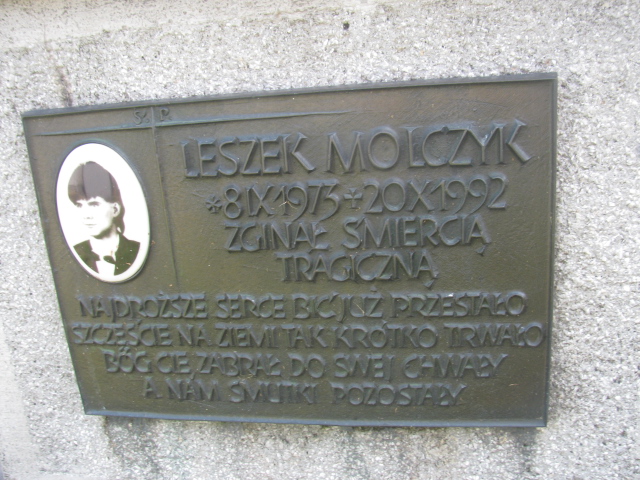 Ś P
LESZEK MOLCZYK
*8 IX 1973 + 20 X 1992
ZGINĄŁ ŚMIERCIĄ
TRAGICZNĄ
NAJDROŻSZE SERCE BIĆ JUŻ PRZESTAŁO
SZCZĘŚCIE NA ZIEMI TAK KRÓTKO TRWAŁO
BÓG CIĘ ZABRAŁ DO SWEJ CHWAŁY
A NAM SMUTKI POZOSTAŁY